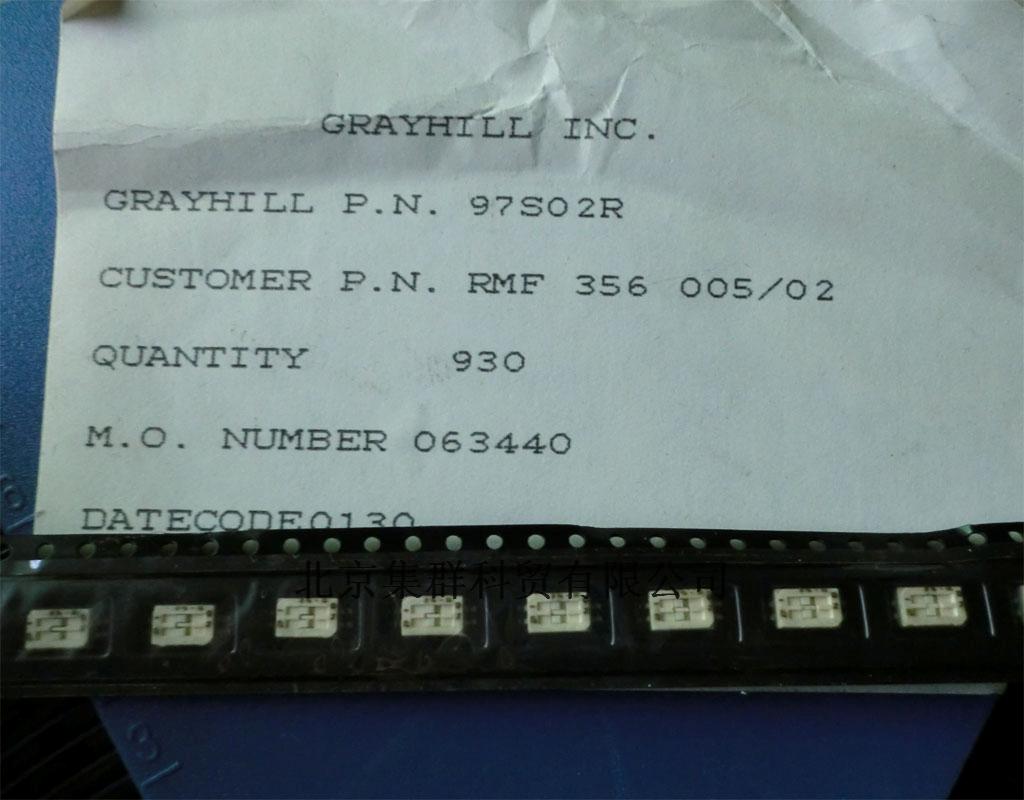 GRAYHILL INC.
GRAYHILL P.N. 97S02R
CUSTOMER P.N. RMF 356 005/02
QUANTITY 930
M.O. NUMBER 063440
DATECODE0130
北京集群科贸有限公司